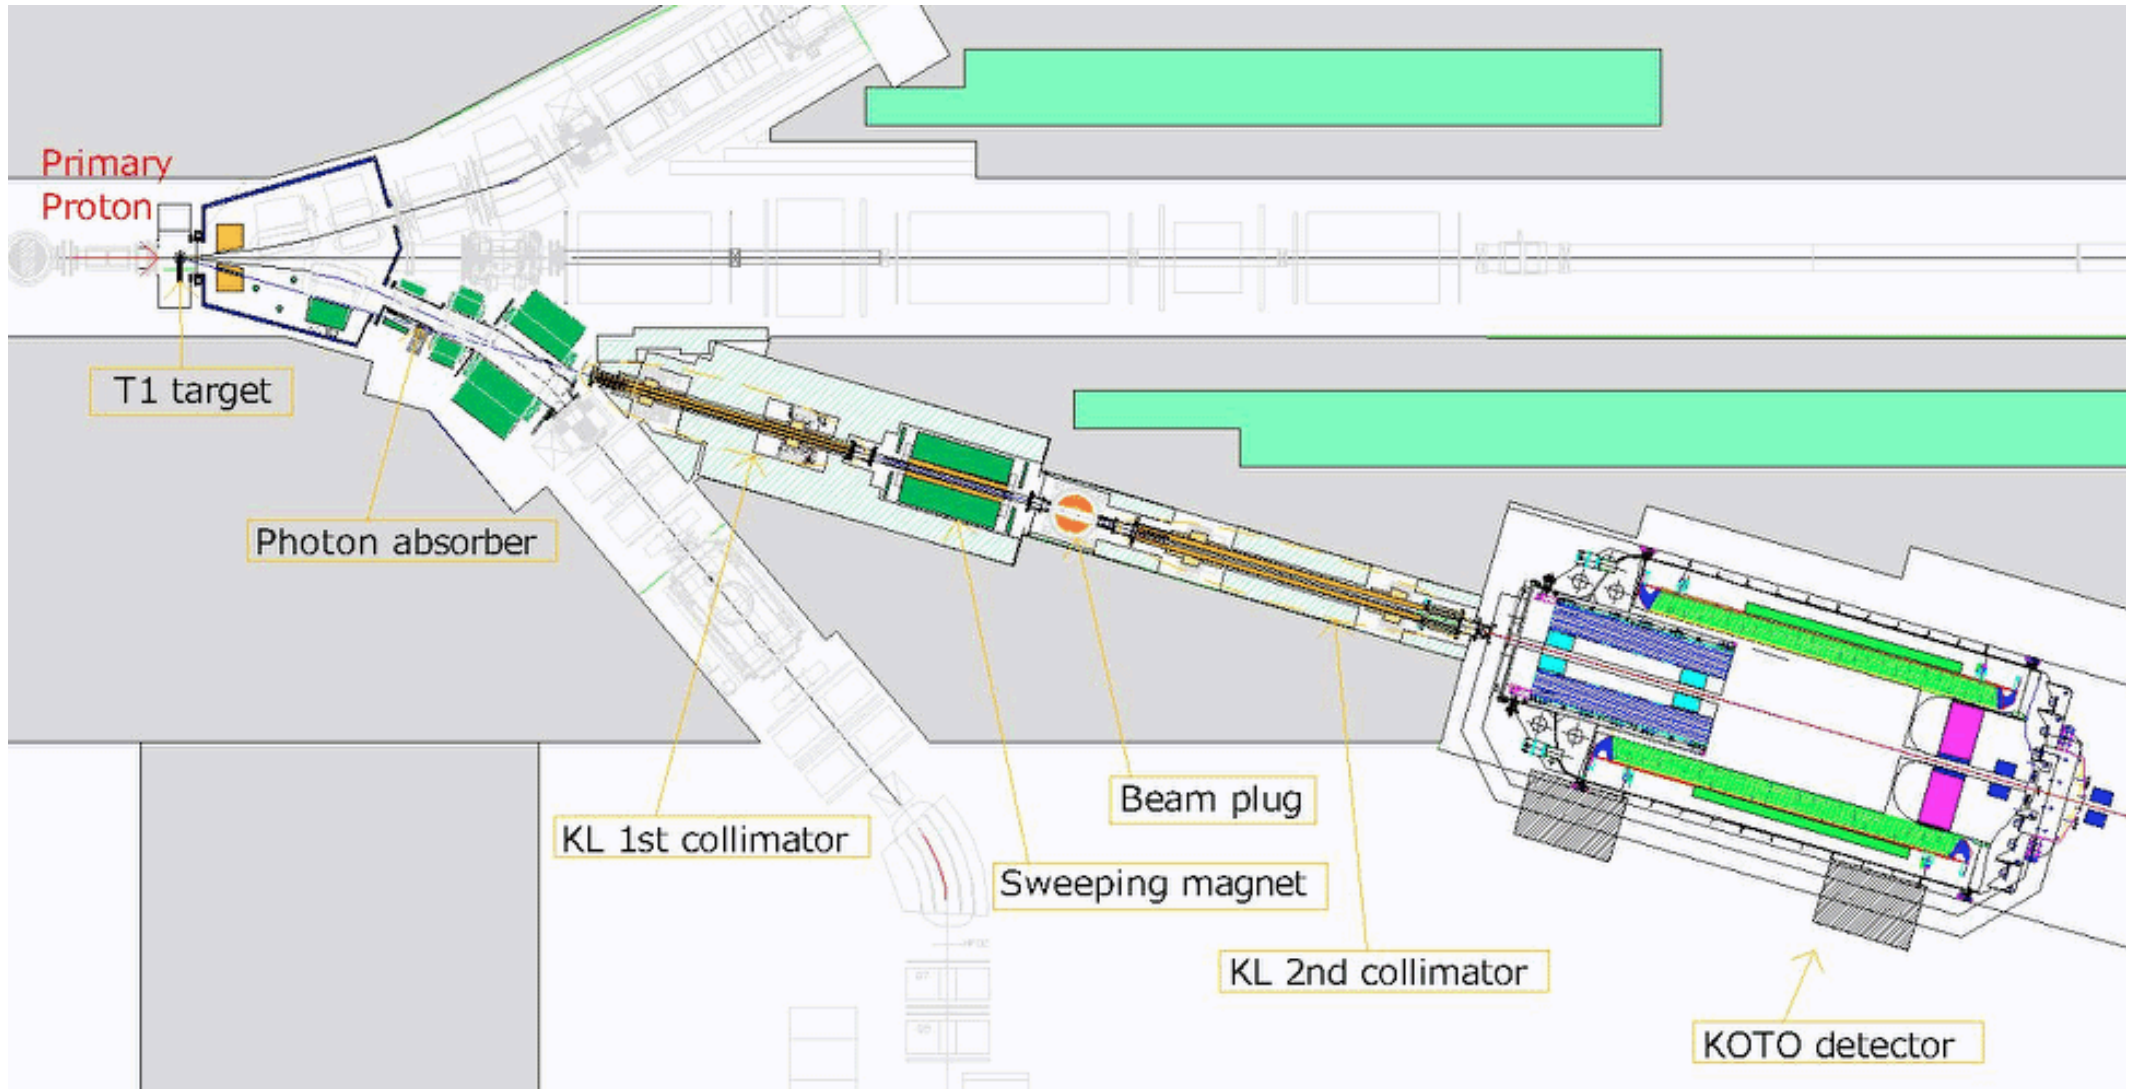 Primary
Proton
T1 target
Photon absorber
KL 1st collimator
Beam plug
Sweeping magnet
KL 2nd collimator
KOTO detector